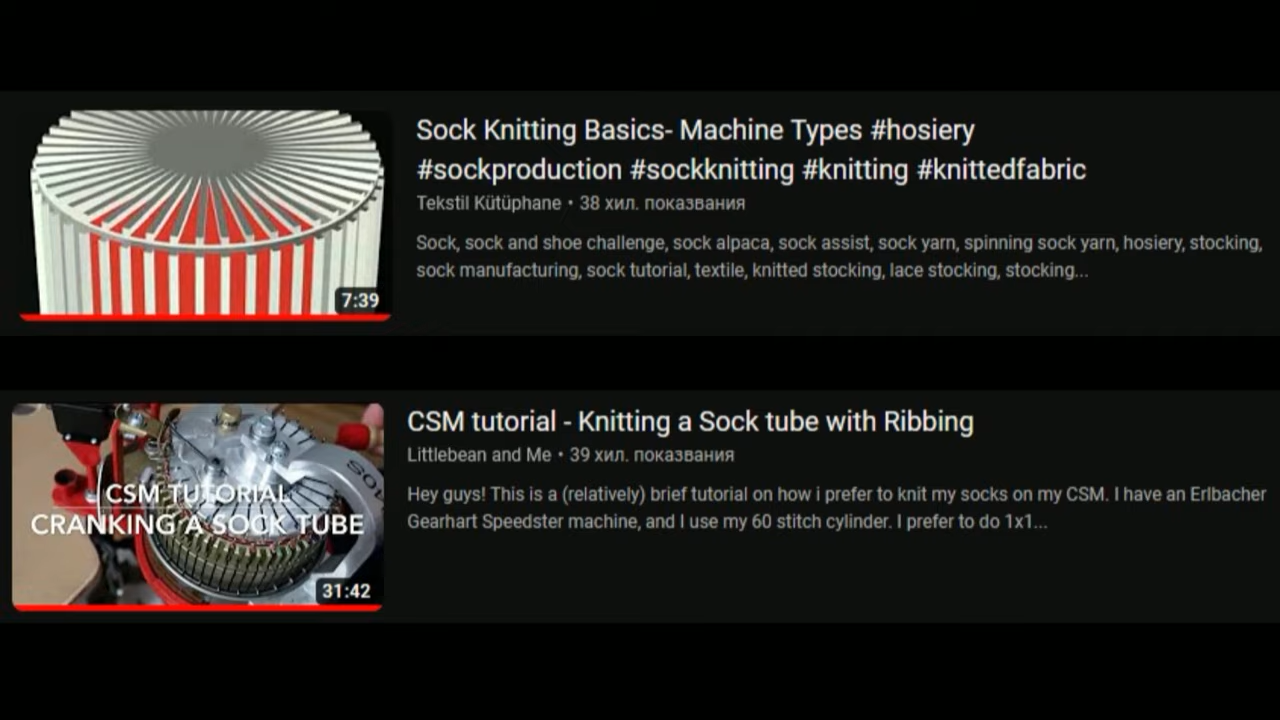 Sock Knitting Basics- Machine Types #hosiery
#sockproduction #sockknitting #knitting #knittedfabric
Tekstil Kütüphane • 38 хил. показвания
Sock, sock and shoe challenge, sock alpaca, sock assist, sock yarn, spinning sock yarn, hosiery, stocking,
sock manufacturing, sock tutorial, textile, knitted stocking, lace stocking, stocking...
7:39
CSM tutorial - Knitting a Sock tube with Ribbing
Littlebean and Me • 39 хил. показвания
Hey guys! This is a (relatively) brief tutorial on how i prefer to knit my socks on my CSM. I have an Erlbacher
Gearhart Speedster machine, and I use my 60 stitch cylinder. I prefer to do 1x1...
CSM TUTORIAL
CRANKING A SOCK TUBE
31:42